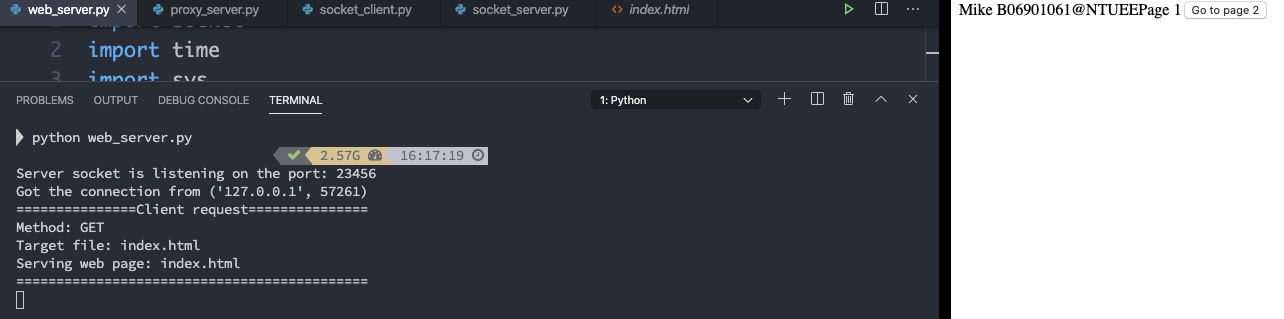 web_server.py
proxy_server.py
socket_client.py
socket_server.py
index.html
import socket
2 import time
3 import sys
PROBLEMS OUTPUT DEBUG CONSOLE TERMINAL
1: Python
python web_server.py
2.57G 16:17:19
Server socket is listening on the port: 23456
Got the connection from ('127.0.0.1', 57261)
===============Client request===============
Method: GET
Target file: index.html
Serving web page: index.html
============================================
Mike B06901061@NTUEEPage 1 Go to page 2